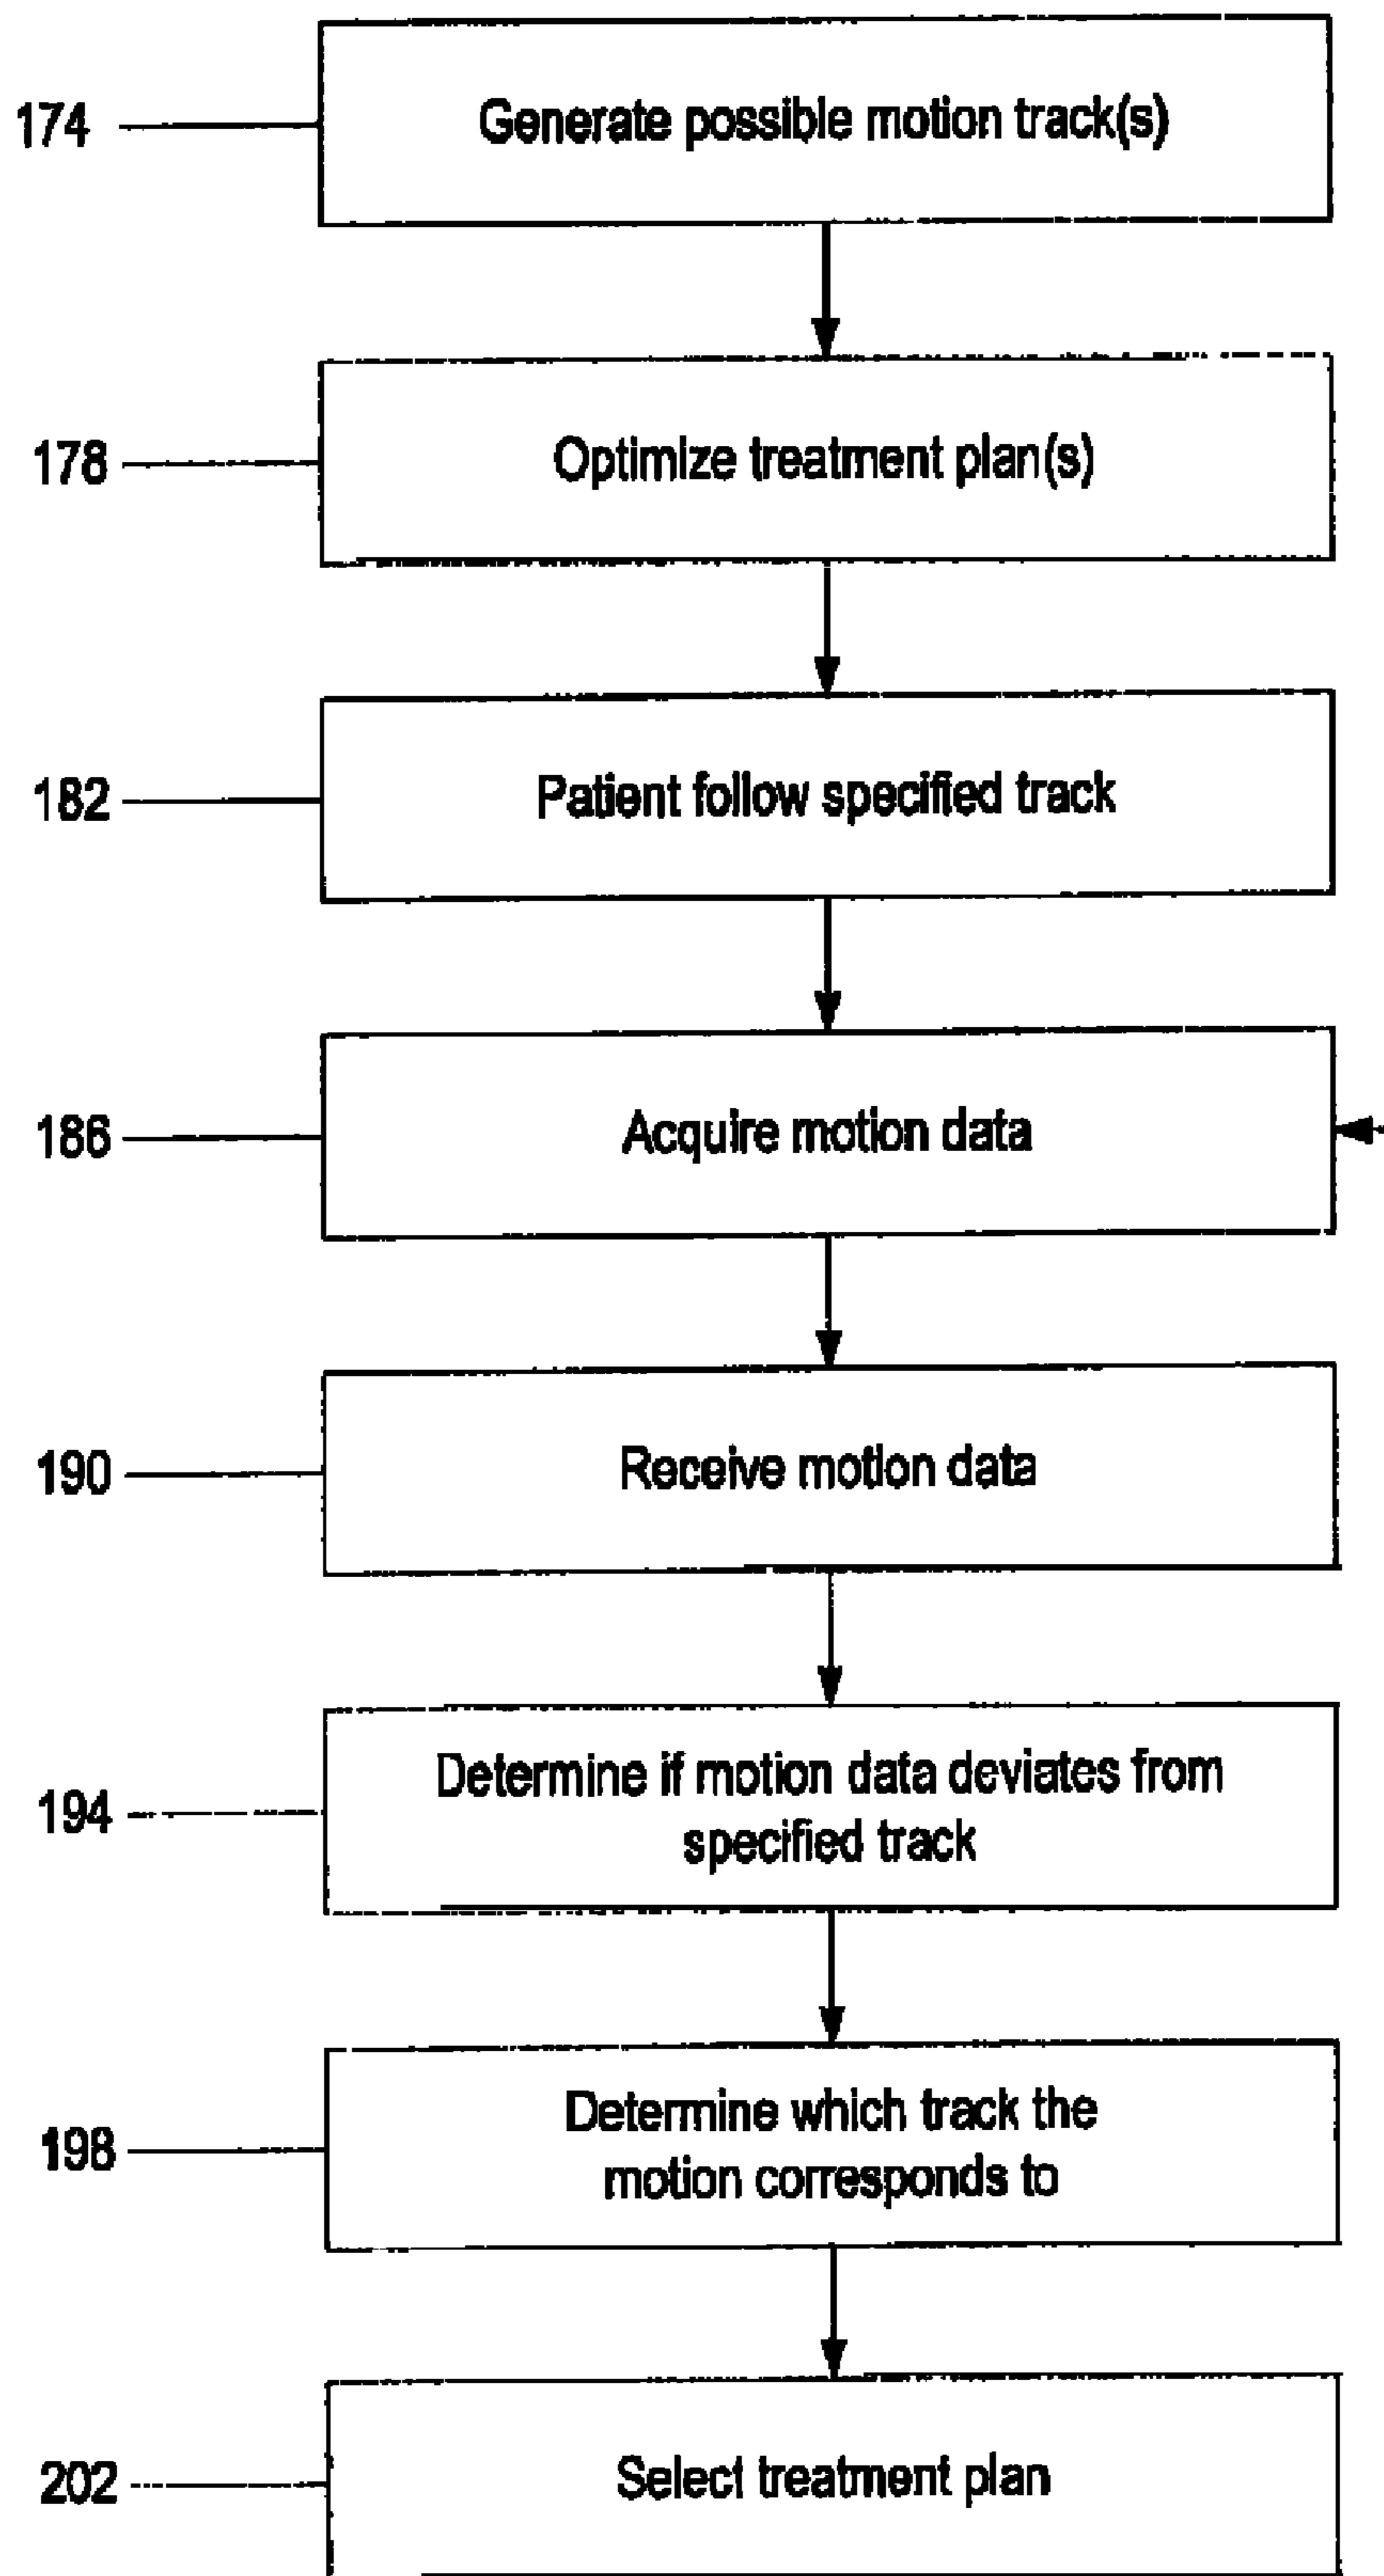 174
Generate possible motion track(s)
178
Optimize treatment plan(s)
182
Patient follow specified track
186
Acquire motion data
190
Receive motion data
194
Determine if motion data deviates from
specified track
198
Determine which track the
motion corresponds to
202
Select treatment plan